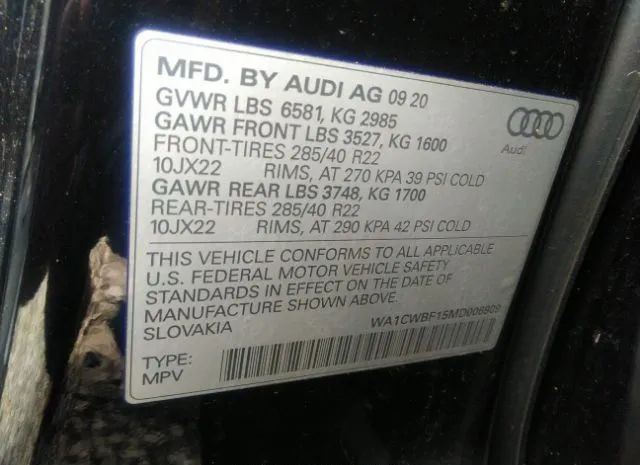 MFD. BY AUDI AG 09 20
GVWR LBS 6581, KG 2985
GAWR FRONT LBS 3527, KG 1600
FRONT-TIRES 285/40 R22
10JX22 RIMS, AT 270 KPA 39 PSI COLD
GAWR REAR LBS 3748, KG 1700
REAR-TIRES 285/40 R22
10JX22 RIMS, AT 290 KPA 42 PSI COLD
Audi
THIS VEHICLE CONFORMS TO ALL APPLICABLE
U.S. FEDERAL MOTOR VEHICLE SAFETY
STANDARDS IN EFFECT ON THE DATE OF
MANUFACTURE SHOWN ABOVE.
SLOVAKIA
WA1CWBF15MD006909
TYPE:
MPV